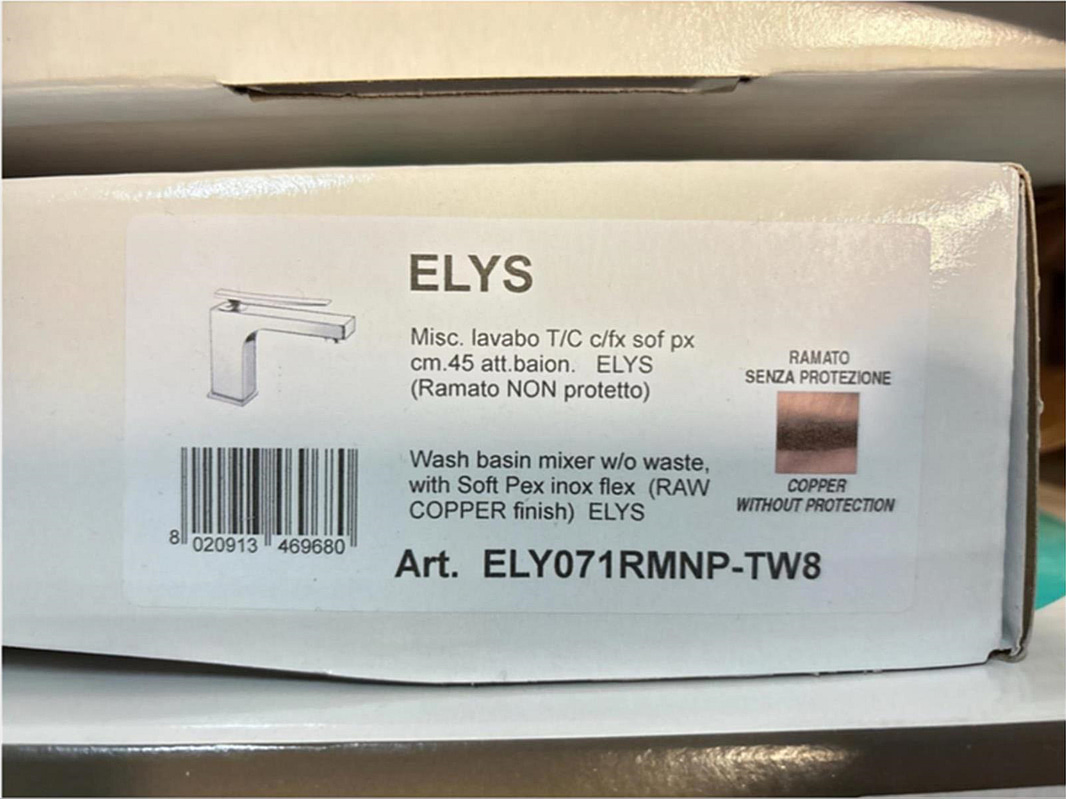 ELYS
Misc. lavabo T/C c/fx sof px
cm.45 att.baion. ELYS
(Ramato NON protetto)
RAMATO
SENZA PROTEZIONE
Wash basin mixer w/o waste,
with Soft Pex inox flex (RAW
COPPER finish) ELYS
COPPER
WITHOUT PROTECTION
8 020913 469680
Art. ELY071RMNP-TW8